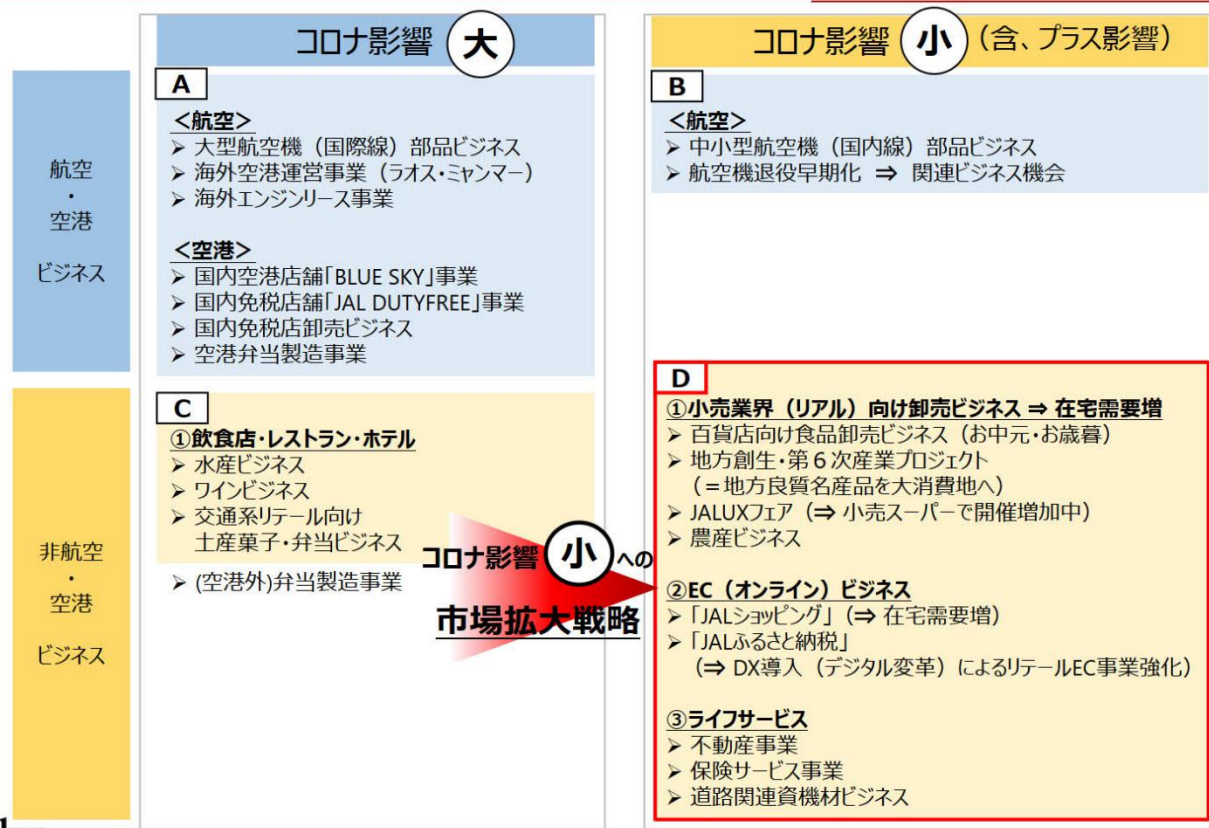 コロナ影響 大
コロナ影響 小 （含、プラス影響）
航空
・
空港
ビジネス
A
＜航空＞
➢ 大型航空機（国際線）部品ビジネス
➢ 海外空港運営事業（ラオス・ミャンマー）
➢ 海外エンジンリース事業
＜空港＞
➢ 国内空港店舗「BLUE SKY」事業
➢ 国内免税店舗「JAL DUTYFREE」事業
➢ 国内免税店卸売ビジネス
➢ 空港弁当製造事業
B
＜航空＞
➢ 中小型航空機（国内線）部品ビジネス
➢ 航空機退役早期化 ⇒ 関連ビジネス機会
非航空
・
空港
ビジネス
C
①飲食店・レストラン・ホテル
➢ 水産ビジネス
➢ ワインビジネス
➢ 交通系リテール向け
土産菓子・弁当ビジネス
➢ (空港外)弁当製造事業
コロナ影響 小 への
市場拡大戦略
D
①小売業界（リアル）向け卸売ビジネス ⇒ 在宅需要増
➢ 百貨店向け食品卸売ビジネス（お中元・お歳暮）
➢ 地方創生・第６次産業プロジェクト
（＝地方良質名産品を大消費地へ）
➢ JALUXフェア（⇒ 小売スーパーで開催増加中）
➢ 農産ビジネス
②EC（オンライン）ビジネス
➢ 「JALショッピング」（⇒ 在宅需要増）
➢ 「JALふるさと納税」
（⇒ DX導入（デジタル変革）によるリテールEC事業強化）
③ライフサービス
➢ 不動産事業
➢ 保険サービス事業
➢ 道路関連資機材ビジネス